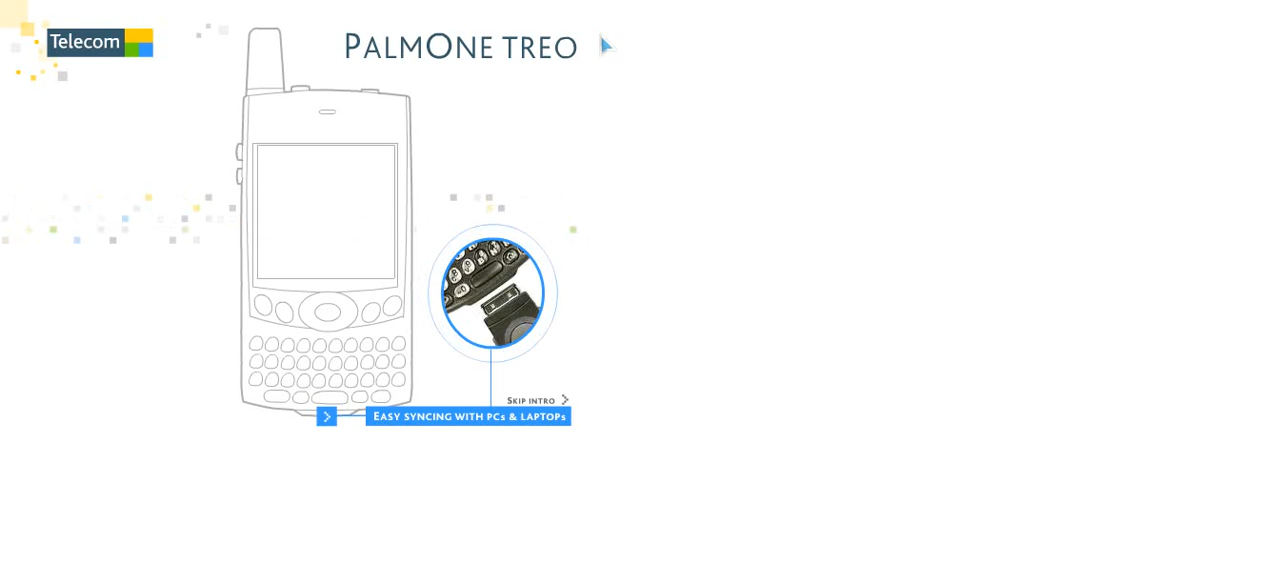 Telecom
PALMONE TREO
SKIP INTRO
EASY SYNCING WITH PCs & LAPTOPs